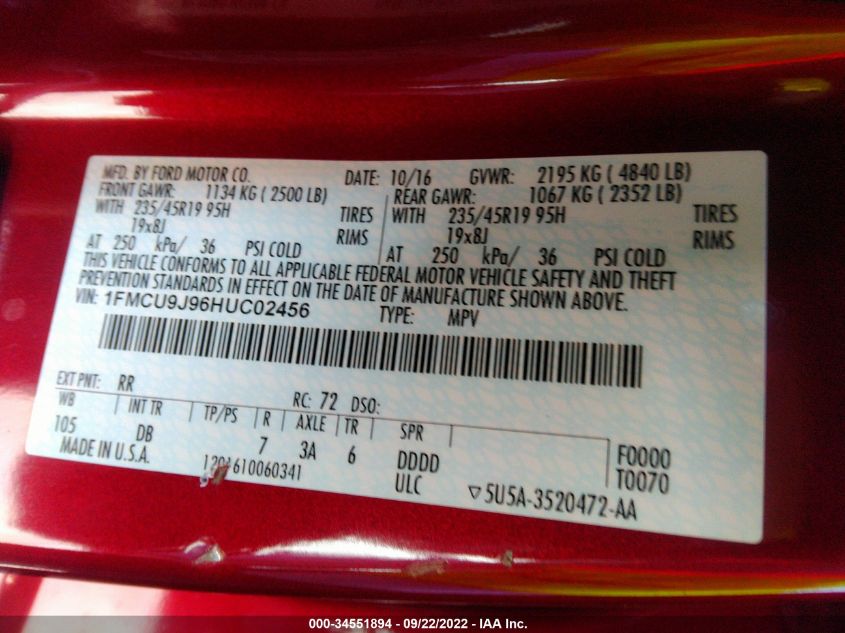 MFD. BY FORD MOTOR CO. DATE: 10/16 GVWR: 2195 KG ( 4840 LB)
FRONT GAWR: 1134 KG ( 2500 LB) REAR GAWR: 1067 KG ( 2352 LB)
WITH 235/45R19 95H TIRES WITH 235/45R19 95H TIRES
19x8J RIMS 19x8J RIMS
AT 250 kPa/ 36 PSI COLD AT 250 kPa/ 36 PSI COLD
THIS VEHICLE CONFORMS TO ALL APPLICABLE FEDERAL MOTOR VEHICLE SAFETY AND THEFT
PREVENTION STANDARDS IN EFFECT ON THE DATE OF MANUFACTURE SHOWN ABOVE.
VIN: 1FMCU9J96HUC02456 TYPE: MPV
EXT PNT: RR RC: 72 DSO:
WB INT TR TP/PS R AXLE TR SPR
105 DB 7 3A 6 DDDD F0000
MADE IN U.S.A. 1201610060341 ULC T0070
▽5U5A-3520472-AA
000-34551894 - 09/22/2022 - IAA Inc.